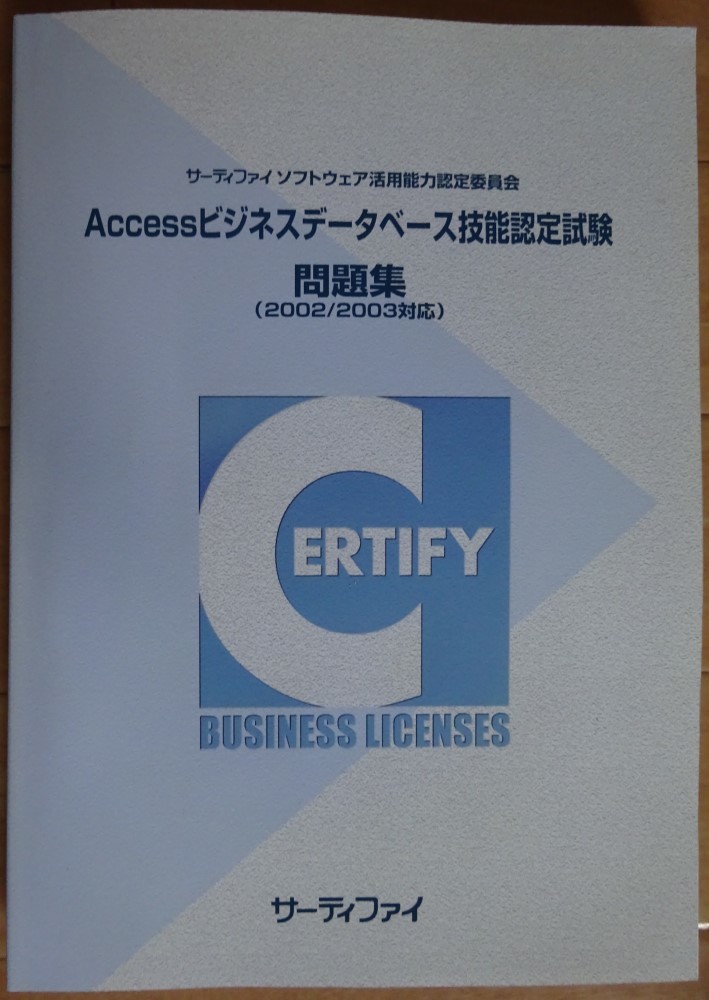 サーティファイ ソフトウェア活用能力認定委員会
Accessビジネスデータベース技能認定試験
問題集
(2002/2003対応)
CERTIFY
BUSINESS LICENSES
サーティファイ